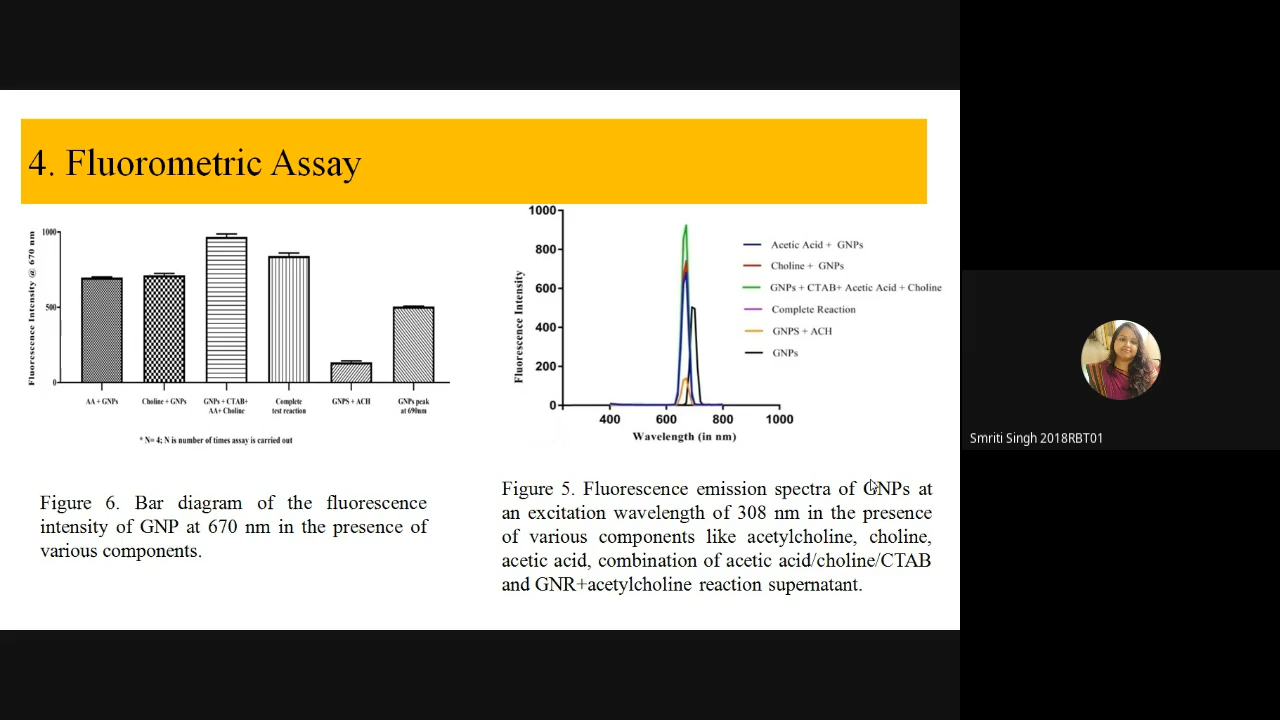 4. Fluorometric Assay
Fluorescence Intensity @ 670 nm
1000
500
0
AA + GNPs
Choline + GNPs
GNPs + CTAB+
AA+ Choline
Complete
test reaction
GNPS + ACH
GNPs peak
at 690nm
* N= 4; N is number of times assay is carried out
Figure 6. Bar diagram of the fluorescence
intensity of GNP at 670 nm in the presence of
various components.
Fluorescence Intensity
1000
800
600
400
200
0
400
600
800
1000
Wavelength (in nm)
Acetic Acid + GNPs
Choline + GNPs
GNPs + CTAB+ Acetic Acid + Choline
Complete Reaction
GNPS + ACH
GNPs
Figure 5. Fluorescence emission spectra of GNPs at
an excitation wavelength of 308 nm in the presence
of various components like acetylcholine, choline,
acetic acid, combination of acetic acid/choline/CTAB
and GNR+acetylcholine reaction supernatant.
Smriti Singh 2018RBT01